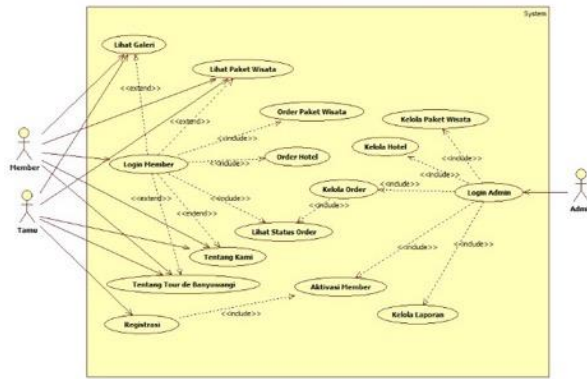 System
Lihat Galeri
Lihat Paket Wisata
<<extend>>
Order Paket Wisata
Kelola Paket Wisata
<<extend>>
<<include>>
Kelola Hotel
<<include>>
Member
Login Member
<<include>>
Order Hotel
<<include>>
Kelola Order
<<include>>
Login Admin
<<extend>>
<<include>>
<<include>>
<<extend>>
Lihat Status Order
Tamu
Tentang Kami
<<include>>
<<include>>
Tentang Tour de Banyuwangi
Aktivasi Member
Registrasi
<<include>>
Kelola Laporan